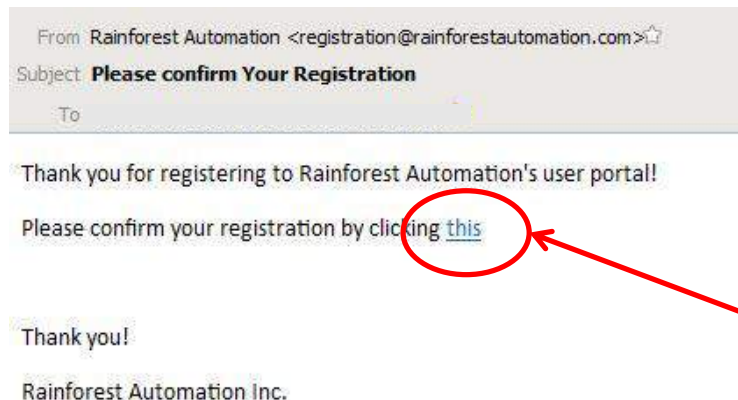 From Rainforest Automation <registration@rainforestautomation.com>
Subject Please confirm Your Registration
To
Thank you for registering to Rainforest Automation's user portal!
Please confirm your registration by clicking this
Thank you!
Rainforest Automation Inc.